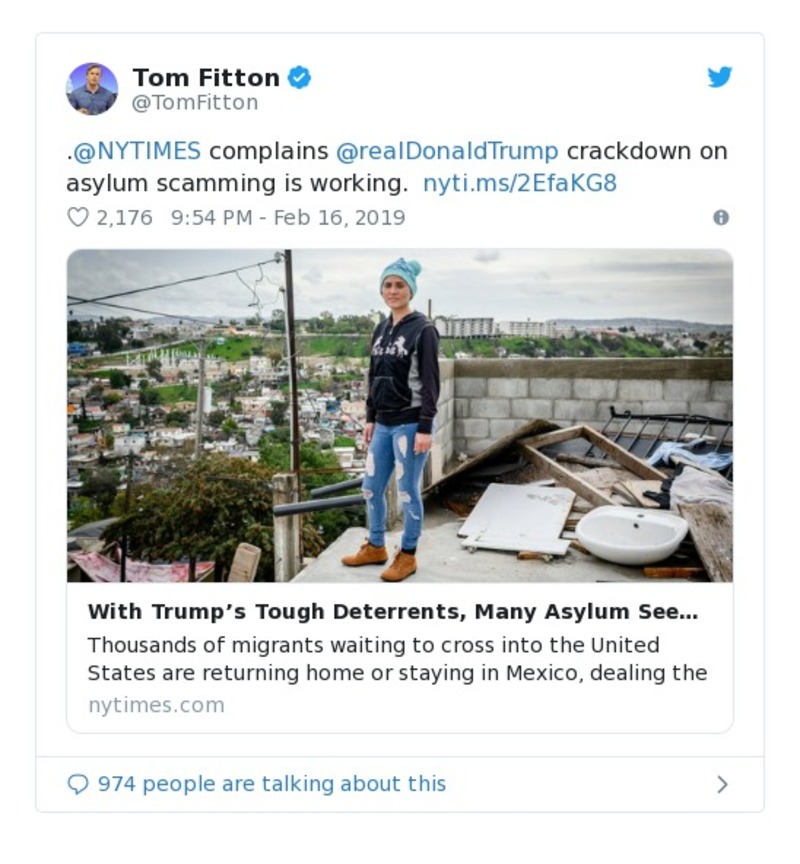 Tom Fitton
@TomFitton
.@NYTIMES complains @realDonaldTrump crackdown on
asylum scamming is working. nyti.ms/2EfaKG8
2,176 9:54 PM - Feb 16, 2019
With Trump’s Tough Deterrents, Many Asylum See…
Thousands of migrants waiting to cross into the United
States are returning home or staying in Mexico, dealing the
nytimes.com
974 people are talking about this